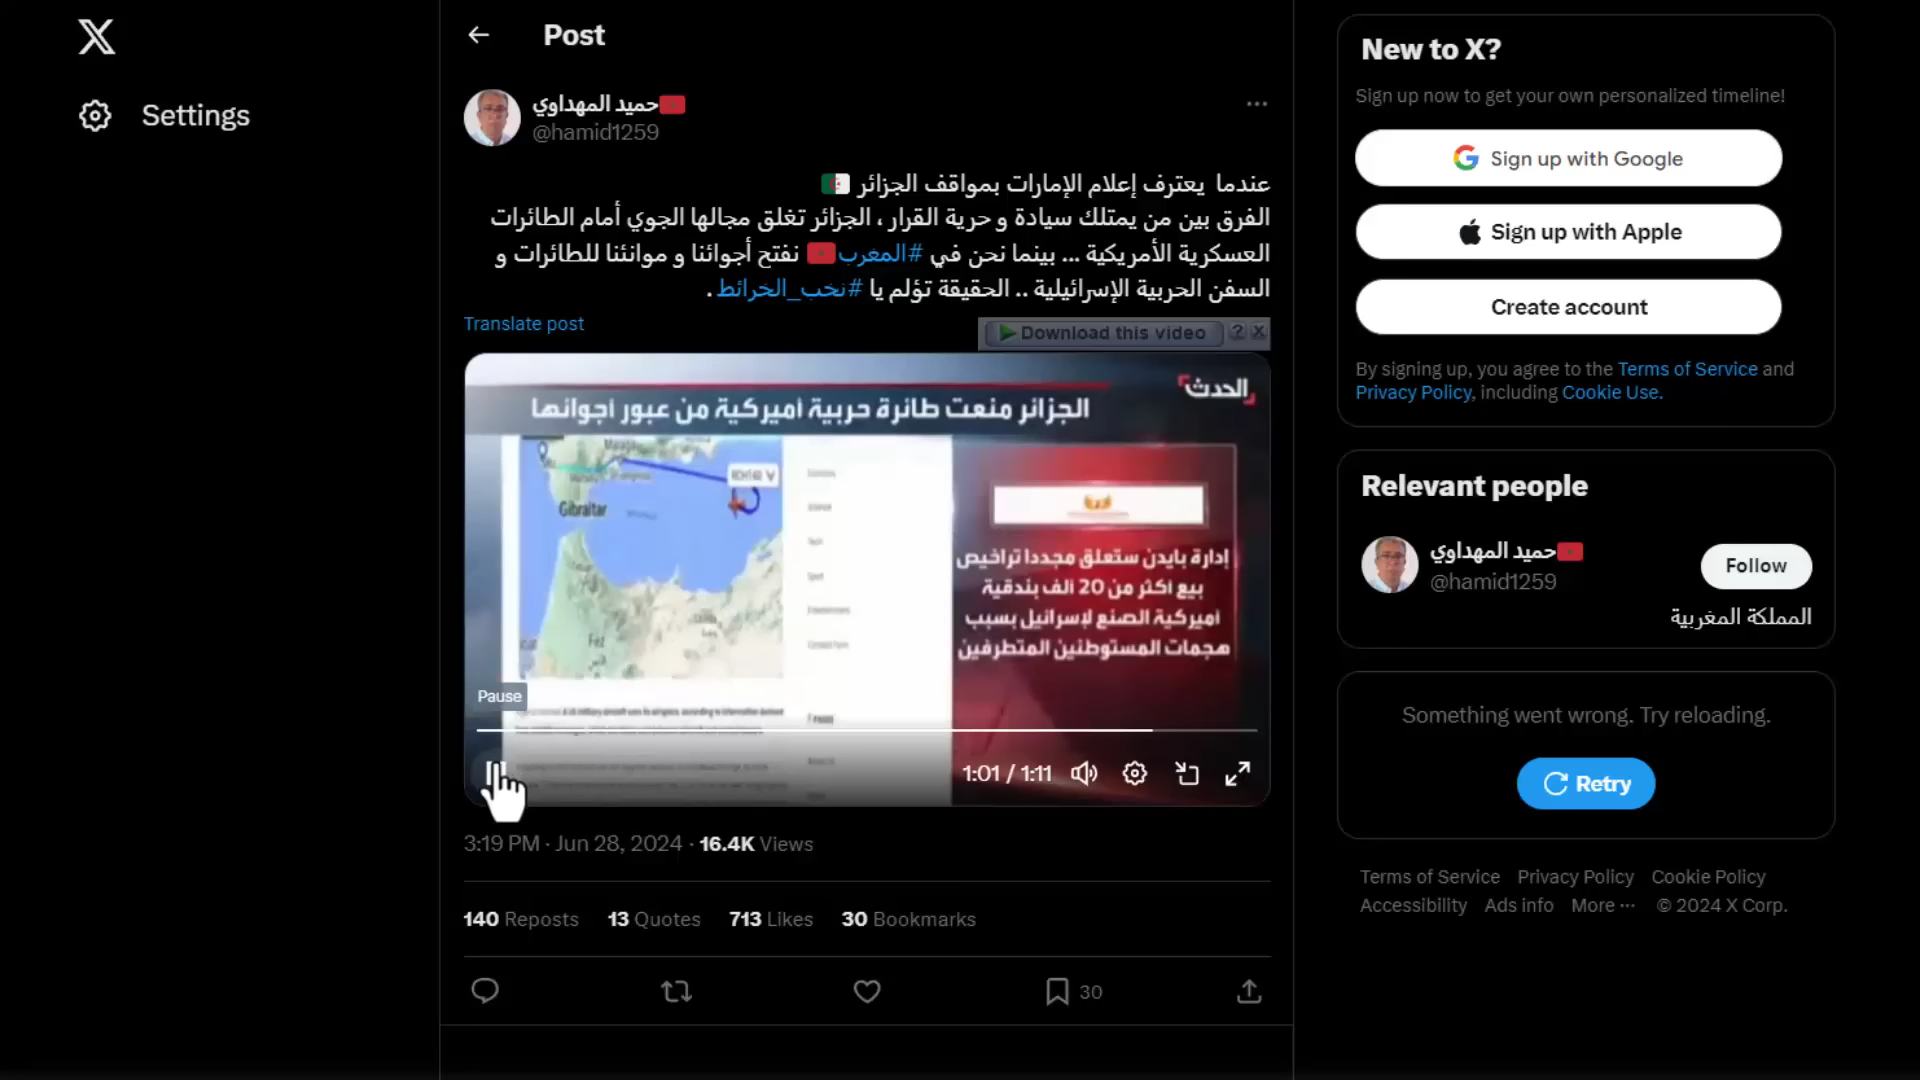 Settings
Post
حميد المهداوي
@hamid1259
عندما يعترف إعلام الإمارات بمواقف الجزائر
الفرق بين من يمتلك سيادة و حرية القرار ، الجزائر تغلق مجالها الجوي أمام الطائرات
العسكرية الأمريكية ... بينما نحن في #المغرب نفتح أجوائنا و موانئنا للطائرات و
السفن الحربية الإسرائيلية .. الحقيقة تؤلم يا #نخب_الخرائط .
Translate post
Download this video
الحدث
الجزائر منعت طائرة حربية أميركية من عبور أجوائها
Gibraltar
Fez
فاس
إدارة بايدن ستعلق مجددا تراخيص
بيع أكثر من 20 ألف بندقية
أميركية الصنع لإسرائيل بسبب
هجمات المستوطنين المتطرفين
Pause
1:01 / 1:11
3:19 PM · Jun 28, 2024 · 16.4K Views
140 Reposts 13 Quotes 713 Likes 30 Bookmarks
30
New to X?
Sign up now to get your own personalized timeline!
Sign up with Google
Sign up with Apple
Create account
By signing up, you agree to the Terms of Service and
Privacy Policy, including Cookie Use.
Relevant people
حميد المهداوي
@hamid1259
Follow
المملكة المغربية
Something went wrong. Try reloading.
Retry
Terms of Service Privacy Policy Cookie Policy
Accessibility Ads info More ··· © 2024 X Corp.